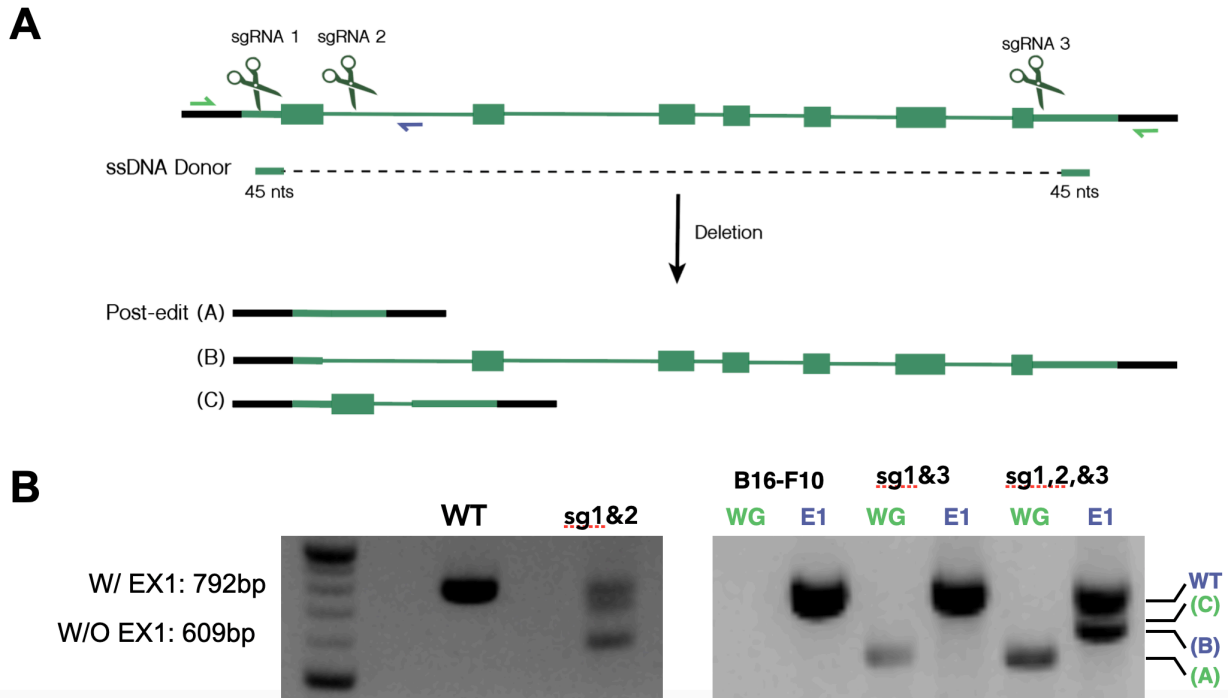 A
sgRNA 1 sgRNA 2 sgRNA 3
ssDNA Donor
45 nts 45 nts
Deletion
Post-edit (A)
(B)
(C)
B
WT sg1&2
W/ EX1: 792bp
W/O EX1: 609bp
B16-F10 sg1&3 sg1,2,&3
WG E1 WG E1 WG E1
WT
(C)
(B)
(A)